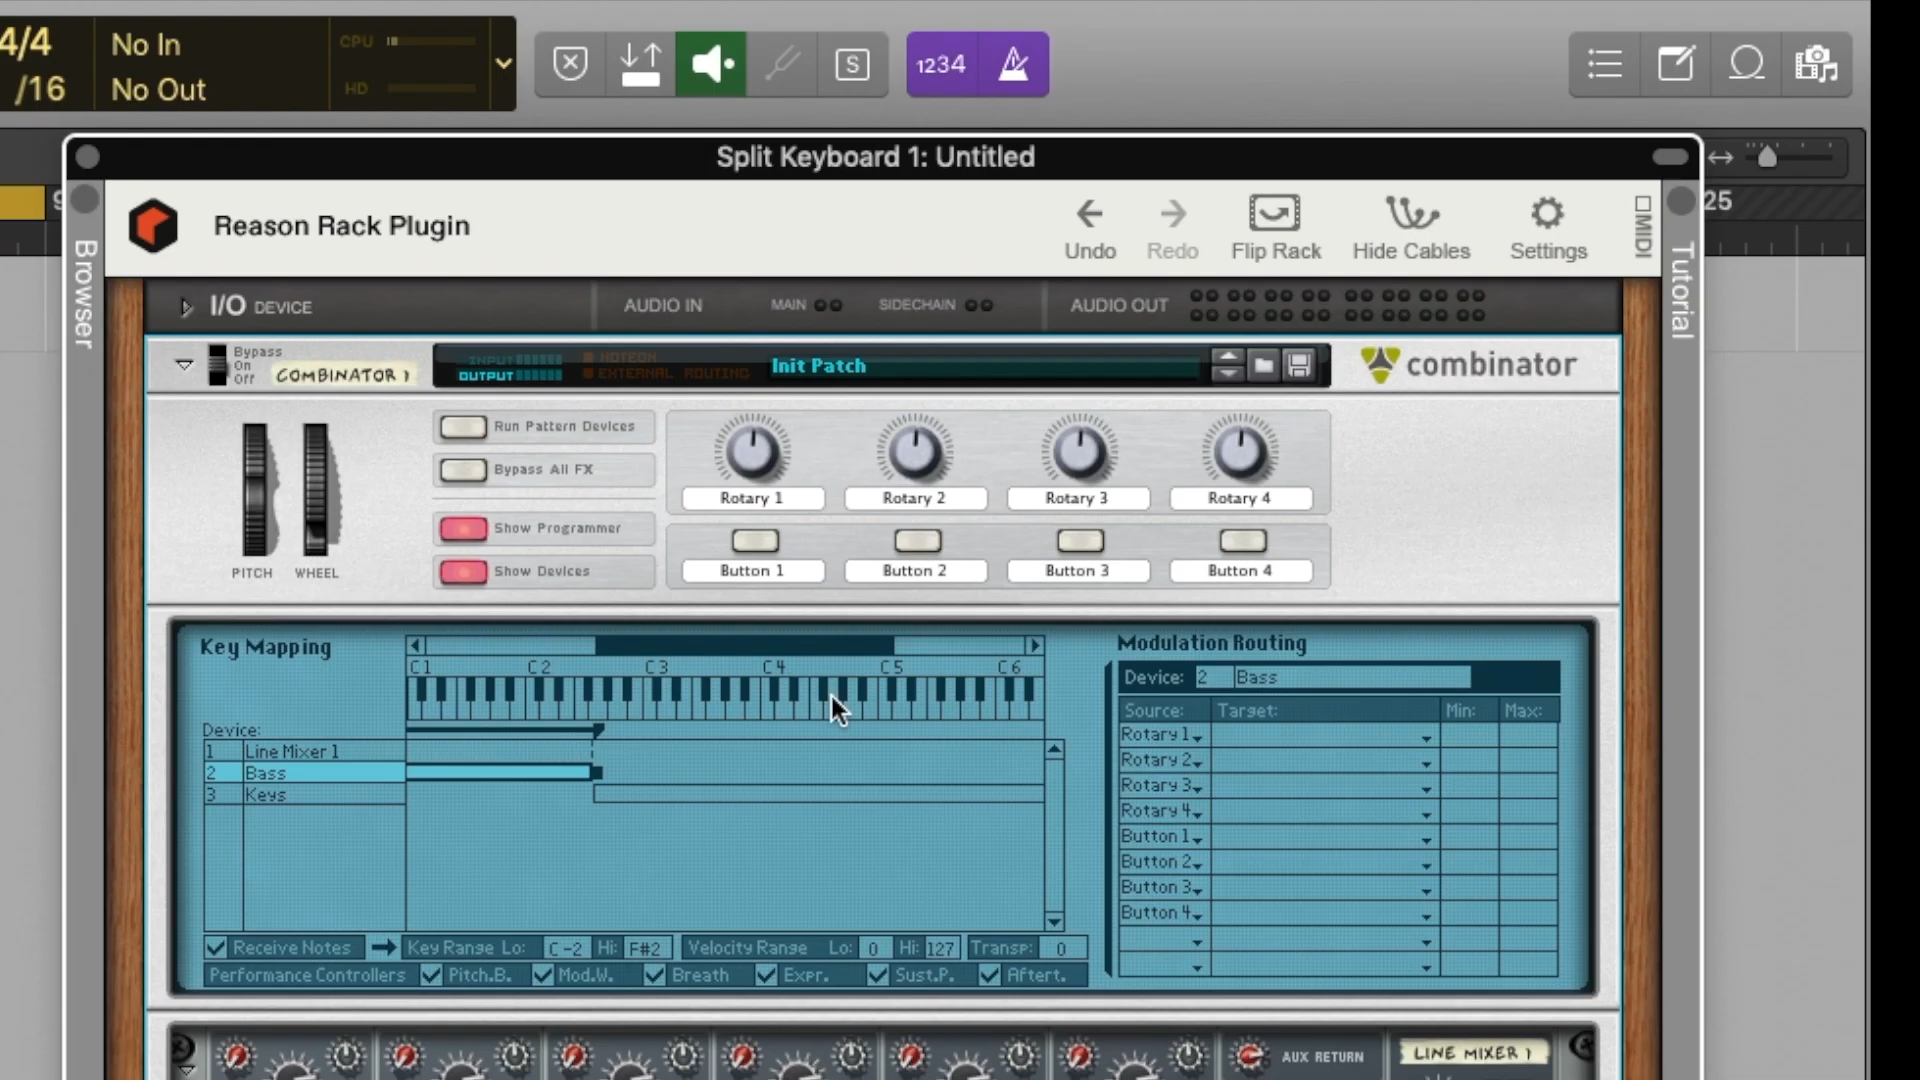 4/4
/16
No In
No Out
CPU
HD
S
1234
Split Keyboard 1: Untitled
9
25
Browser
Reason Rack Plugin
Undo
Redo
Flip Rack
Hide Cables
Settings
MIDI
Tutorial
I/O DEVICE
AUDIO IN
MAIN
SIDECHAIN
AUDIO OUT
Bypass
On
Off
COMBINATOR 1
INPUT
OUTPUT
NOTEON
EXTERNAL ROUTING
Init Patch
combinator
Run Pattern Devices
Bypass All FX
Show Programmer
Show Devices
PITCH
WHEEL
Rotary 1
Rotary 2
Rotary 3
Rotary 4
Button 1
Button 2
Button 3
Button 4
Key Mapping
C1 C2 C3 C4 C5 C6
Device:
1 Line Mixer 1
2 Bass
3 Keys
Receive Notes
Key Range Lo: C -2 Hi: F#2
Velocity Range Lo: 0 Hi: 127
Transp: 0
Performance Controllers
Pitch.B.
Mod.W.
Breath
Expr.
Sust.P.
Aftert.
Modulation Routing
Device: 2 Bass
Source: Target: Min: Max:
Rotary 1
Rotary 2
Rotary 3
Rotary 4
Button 1
Button 2
Button 3
Button 4
AUX RETURN
LINE MIXER 1